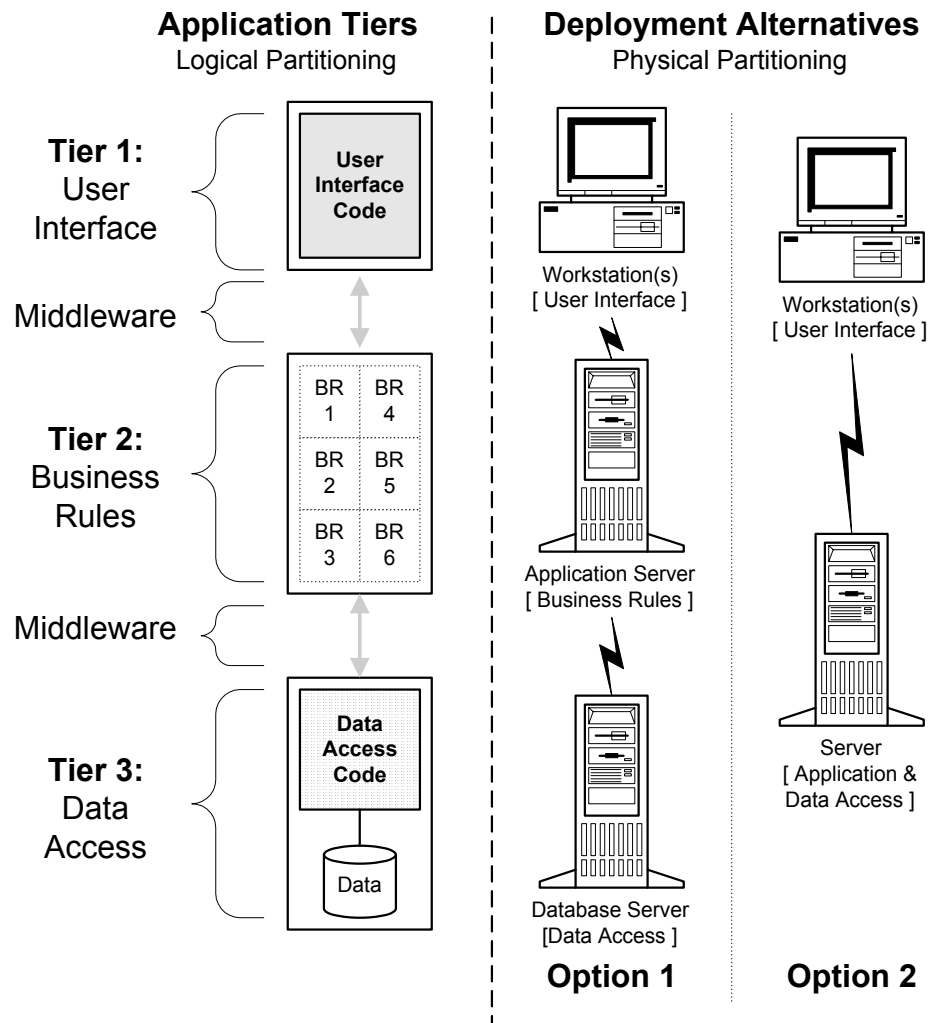 Application Tiers
Logical Partitioning
Tier 1:
User
Interface
User
Interface
Code
Middleware
Tier 2:
Business
Rules
BR
1
BR
4
BR
2
BR
5
BR
3
BR
6
Middleware
Tier 3:
Data
Access
Data
Access
Code
Data
Deployment Alternatives
Physical Partitioning
Workstation(s)
[ User Interface ]
Application Server
[ Business Rules ]
Database Server
[Data Access ]
Option 1
Workstation(s)
[ User Interface ]
Server
[ Application &
Data Access ]
Option 2